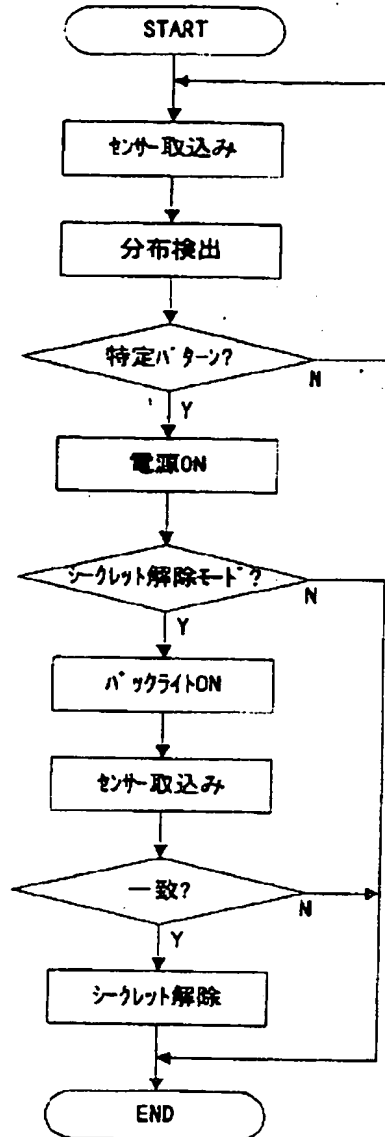 START
センサー取込み
分布検出
特定パターン?
N
Y
電源ON
シークレット解除モード?
N
Y
バックライトON
センサー取込み
一致?
N
Y
シークレット解除
END